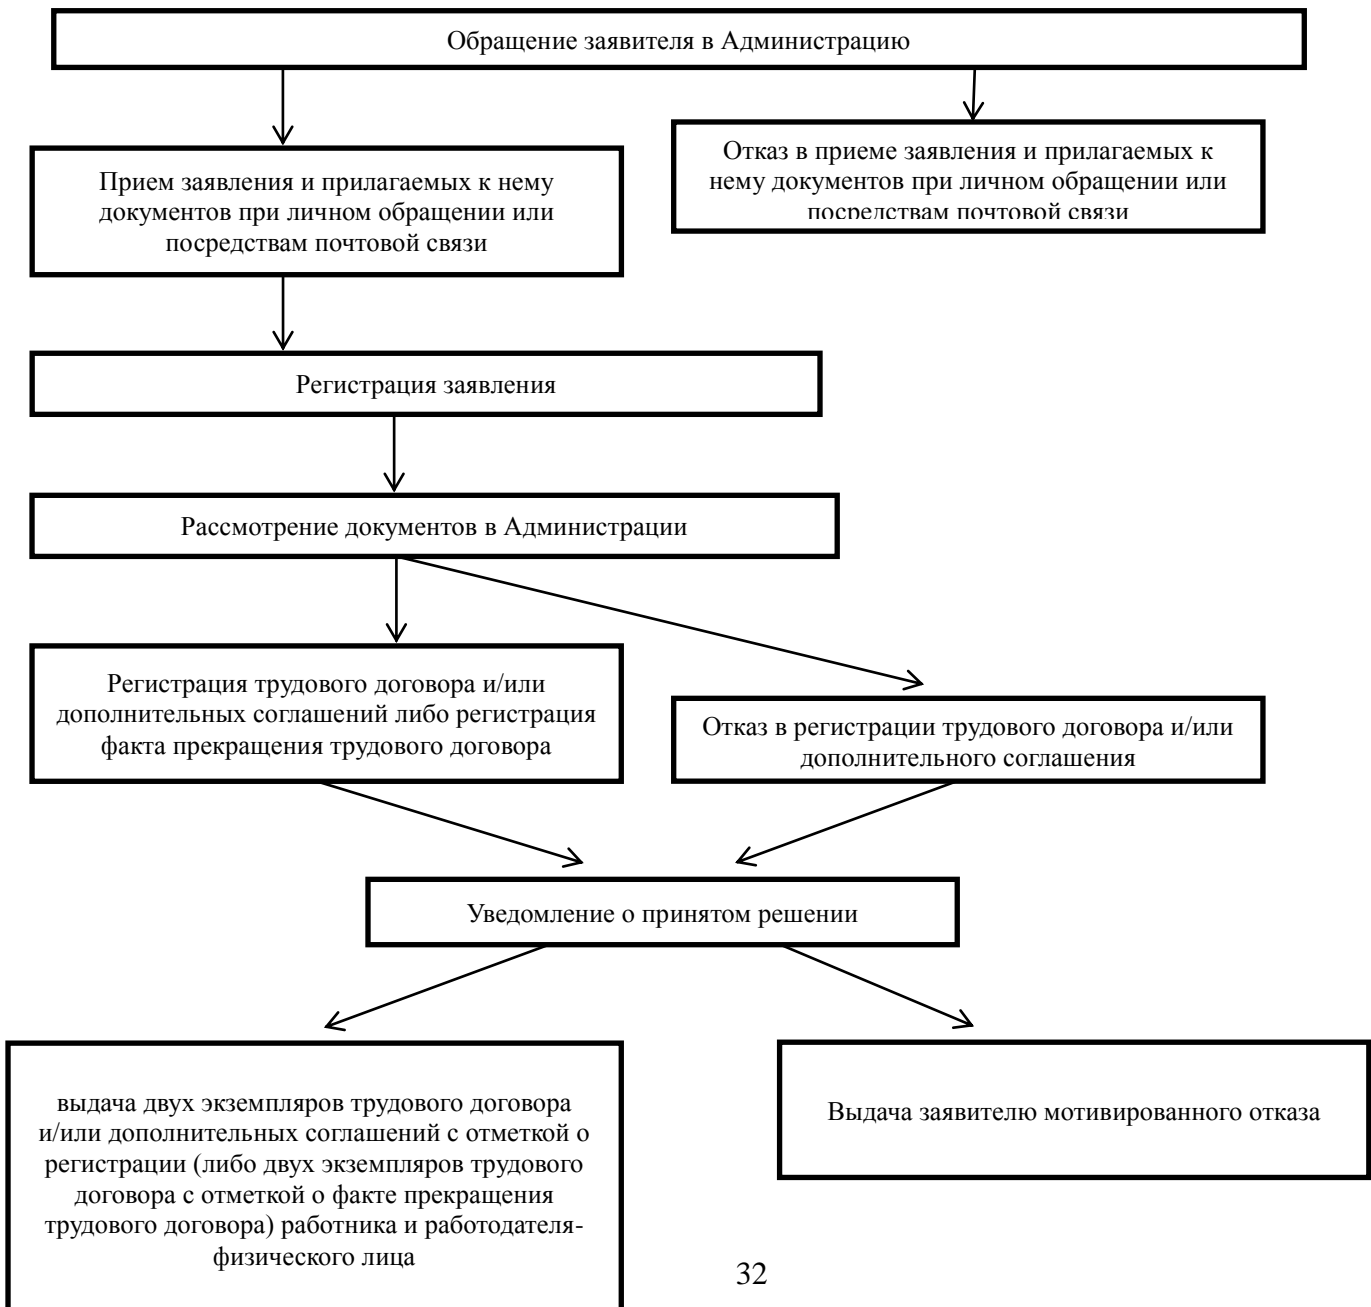 Обращение заявителя в Администрацию
Прием заявления и прилагаемых к нему
документов при личном обращении или
посредствам почтовой связи
Отказ в приеме заявления и прилагаемых к
нему документов при личном обращении или
посредствам почтовой связи
Регистрация заявления
Рассмотрение документов в Администрации
Регистрация трудового договора и/или
дополнительных соглашений либо регистрация
факта прекращения трудового договора
Отказ в регистрации трудового договора и/или
дополнительного соглашения
Уведомление о принятом решении
выдача двух экземпляров трудового договора
и/или дополнительных соглашений с отметкой о
регистрации (либо двух экземпляров трудового
договора с отметкой о факте прекращения
трудового договора) работника и работодателя-
физического лица
Выдача заявителю мотивированного отказа
32